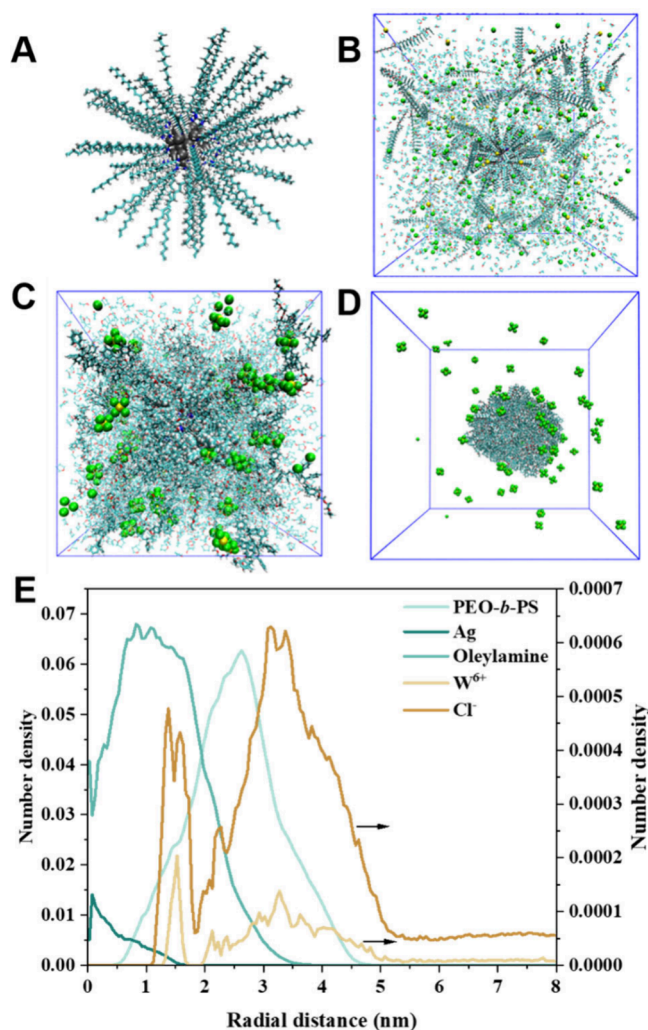 A
B
C
D
E
0.07
0.06
0.05
0.04
0.03
0.02
0.01
0.00
Number density
PEO-b-PS
Ag
Oleylamine
W6+
Cl-
0.0007
0.0006
0.0005
0.0004
0.0003
0.0002
0.0001
0.0000
Number density
0 1 2 3 4 5 6 7 8
Radial distance (nm)